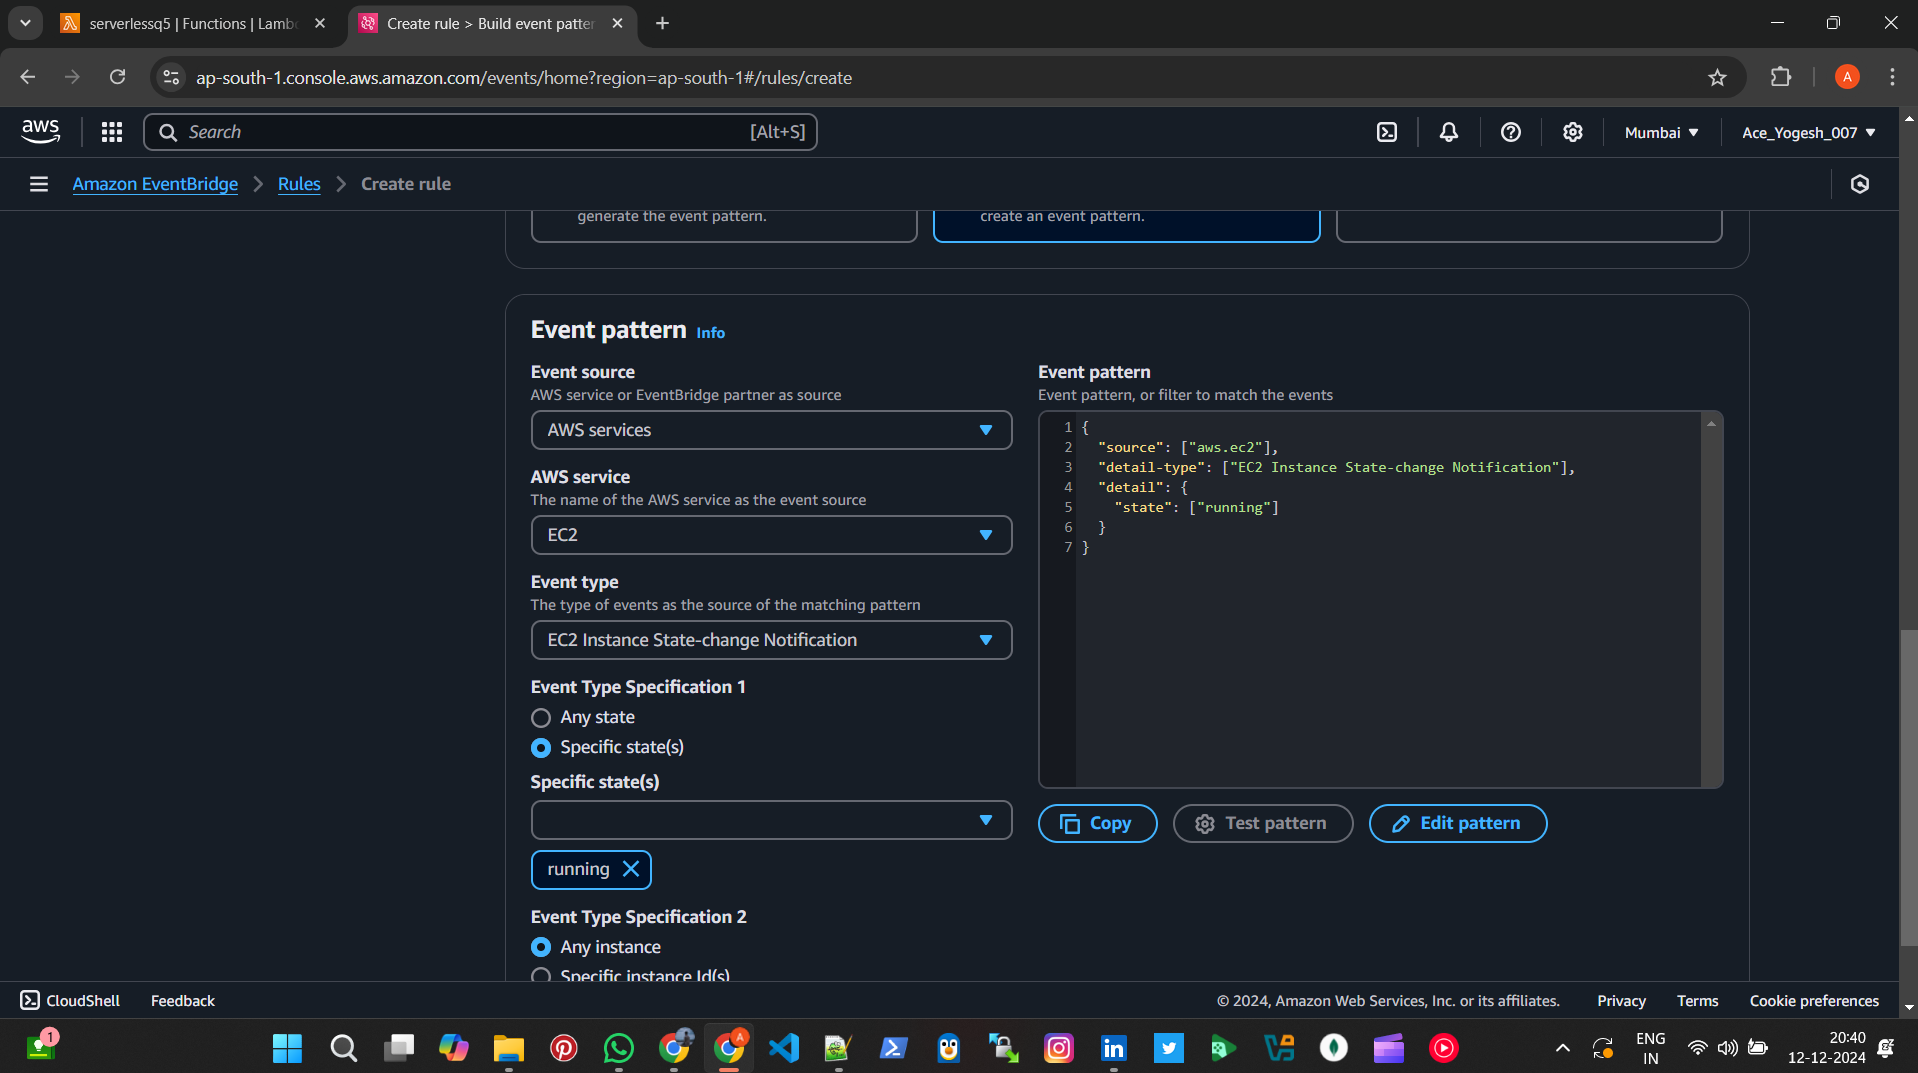 serverlessq5 | Functions | Lamb
Create rule > Build event patter
ap-south-1.console.aws.amazon.com/events/home?region=ap-south-1#/rules/create
A
aws
Search
[Alt+S]
Mumbai
Ace_Yogesh_007
Amazon EventBridge
Rules
Create rule
generate the event pattern.
create an event pattern.
Event pattern Info
Event source
AWS service or EventBridge partner as source
AWS services
AWS service
The name of the AWS service as the event source
EC2
Event type
The type of events as the source of the matching pattern
EC2 Instance State-change Notification
Event Type Specification 1
Any state
Specific state(s)
Specific state(s)
running
Event Type Specification 2
Any instance
Specific instance Id(s)
Event pattern
Event pattern, or filter to match the events
1 {
2 "source": ["aws.ec2"],
3 "detail-type": ["EC2 Instance State-change Notification"],
4 "detail": {
5 "state": ["running"]
6 }
7 }
Copy
Test pattern
Edit pattern
CloudShell
Feedback
© 2024, Amazon Web Services, Inc. or its affiliates.
Privacy
Terms
Cookie preferences
1
A
ENG
IN
20:40
12-12-2024